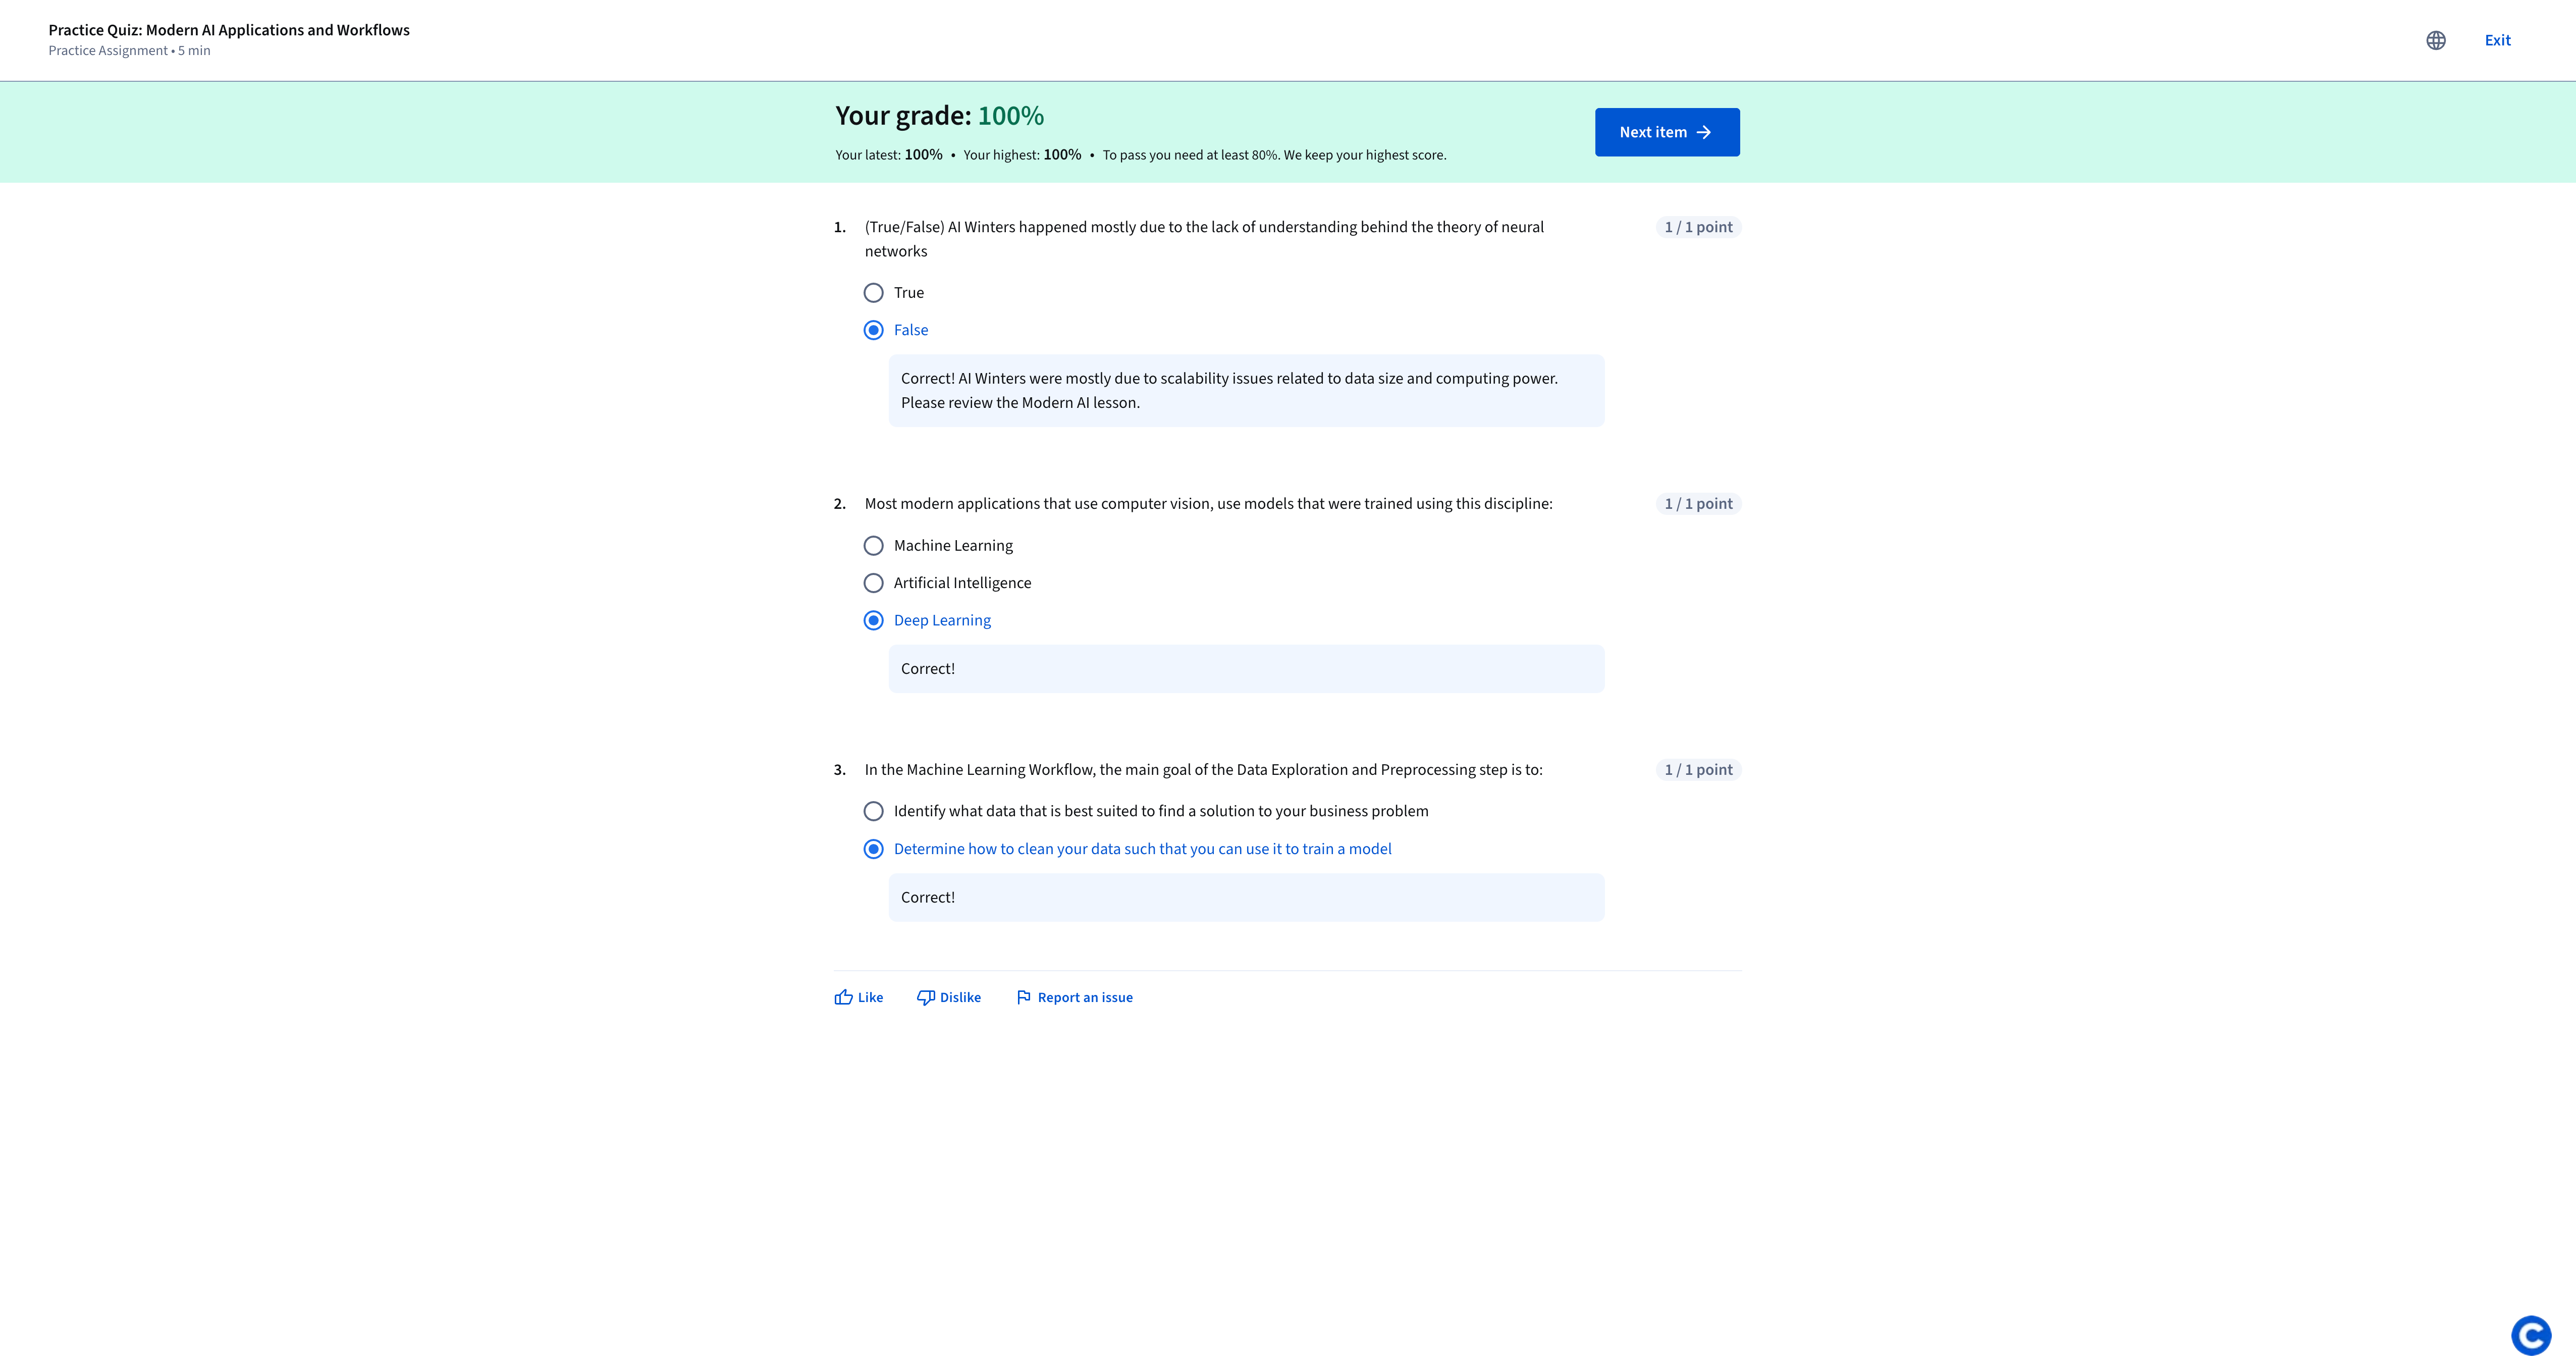 Practice Quiz: Modern AI Applications and Workflows
Practice Assignment • 5 min
Exit
Your grade: 100%
Your latest: 100% • Your highest: 100% • To pass you need at least 80%. We keep your highest score.
Next item
1. (True/False) AI Winters happened mostly due to the lack of understanding behind the theory of neural
networks
1 / 1 point
True
False
Correct! AI Winters were mostly due to scalability issues related to data size and computing power.
Please review the Modern AI lesson.
2. Most modern applications that use computer vision, use models that were trained using this discipline:
1 / 1 point
Machine Learning
Artificial Intelligence
Deep Learning
Correct!
3. In the Machine Learning Workflow, the main goal of the Data Exploration and Preprocessing step is to:
1 / 1 point
Identify what data that is best suited to find a solution to your business problem
Determine how to clean your data such that you can use it to train a model
Correct!
Like Dislike Report an issue